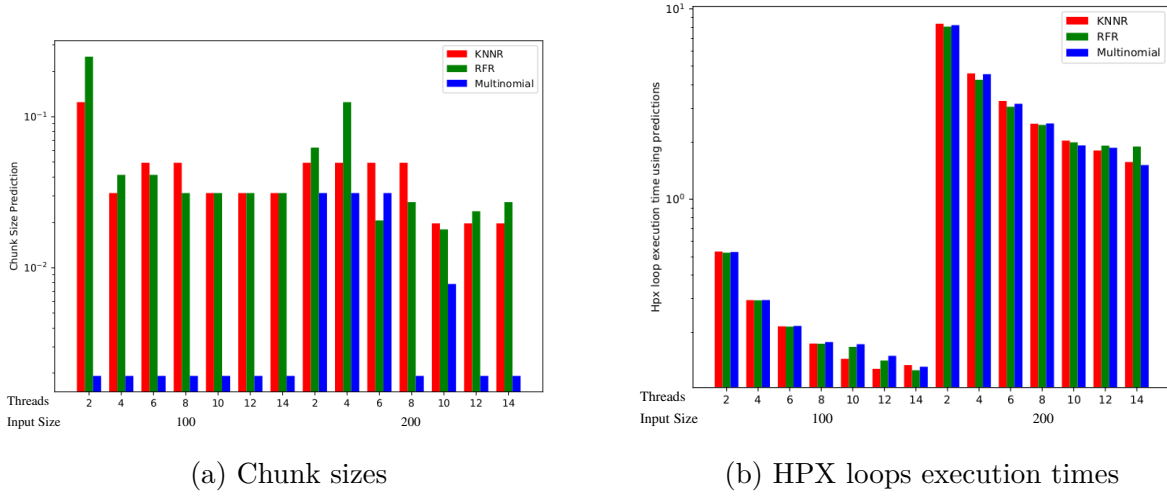 KNNR
RFR
Multinomial
Chunk Size Prediction
10⁻¹
10⁻²
Threads 2 4 6 8 10 12 14 2 4 6 8 10 12 14
Input Size 100 200
(a) Chunk sizes
KNNR
RFR
Multinomial
Hpx loop execution time using predictions
10¹
10⁰
10⁻¹
Threads 2 4 6 8 10 12 14 2 4 6 8 10 12 14
Input Size 100 200
(b) HPX loops execution times